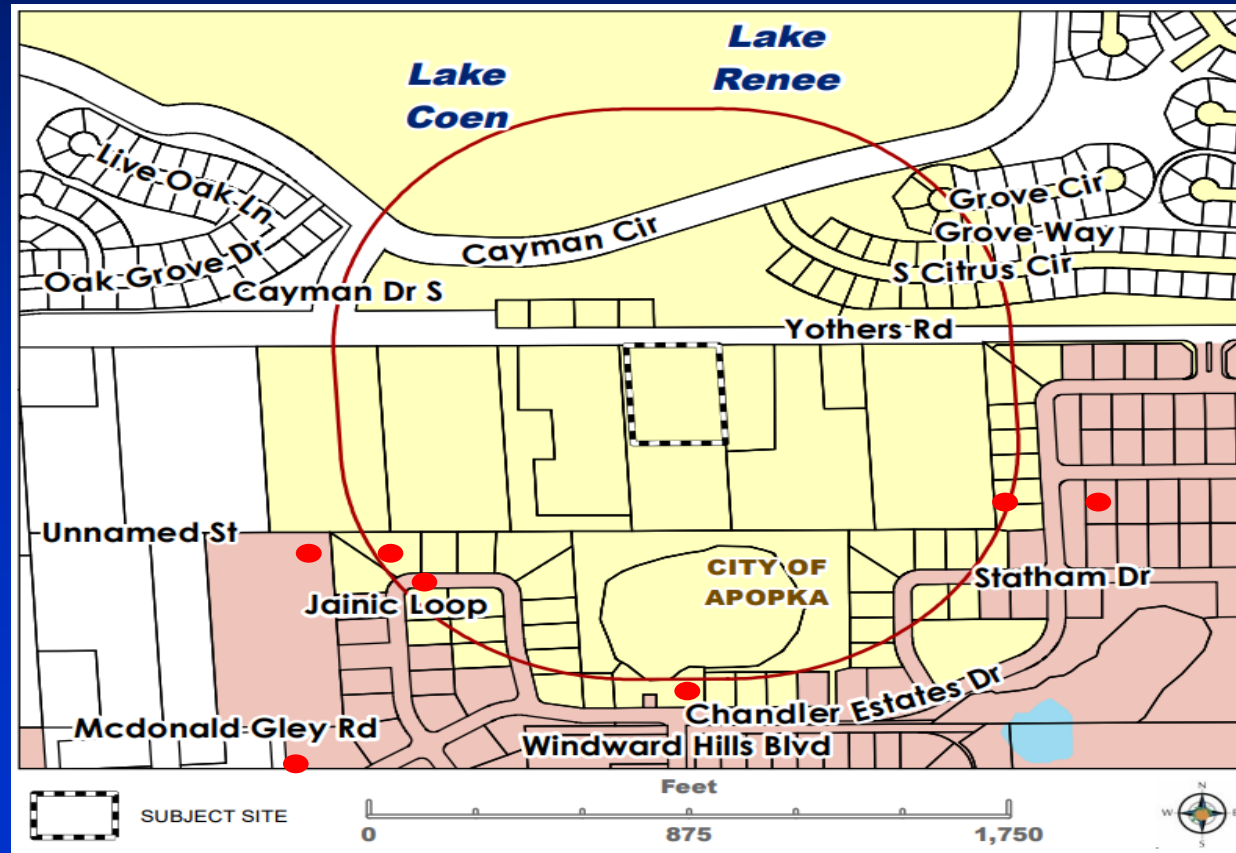 Lake
Renee
Lake
Coen
Live Oak Ln
Grove Cir
Grove Way
Cayman Cir
Oak Grove Dr
S Citrus Cir
Cayman Dr S
Yothers Rd
Unnamed St
CITY OF
APOPKA
Statham Dr
Jainic Loop
Chandler Estates Dr
Mcdonald Gley Rd
Windward Hills Blvd
SUBJECT SITE
Feet
0 875 1,750
N
W E
S